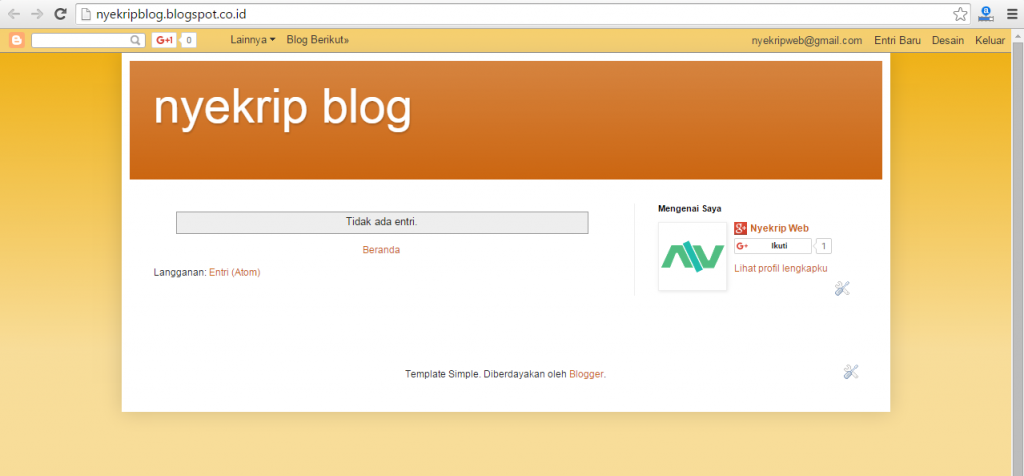 nyekripblog.blogspot.co.id
G+1 0 Lainnya Blog Berikut» nyekripweb@gmail.com Entri Baru Desain Keluar
nyekrip blog
Tidak ada entri.
Beranda
Langganan: Entri (Atom)
Mengenai Saya
Nyekrip Web
G+ Ikuti 1
Lihat profil lengkapku
Template Simple. Diberdayakan oleh Blogger.